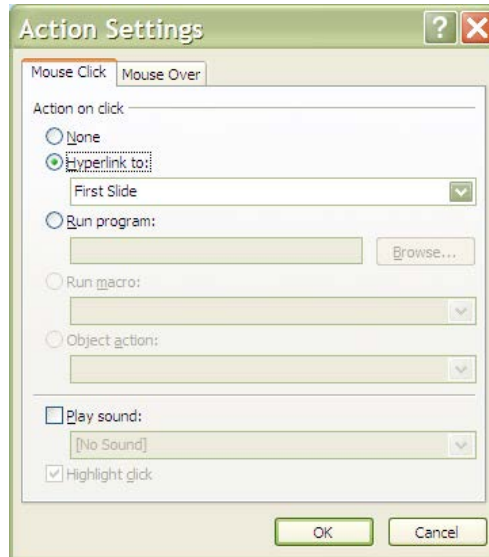 Action Settings
Mouse Click Mouse Over
Action on click
None
Hyperlink to:
First Slide
Run program:
Browse...
Run macro:
Object action:
Play sound:
[No Sound]
Highlight click
OK Cancel